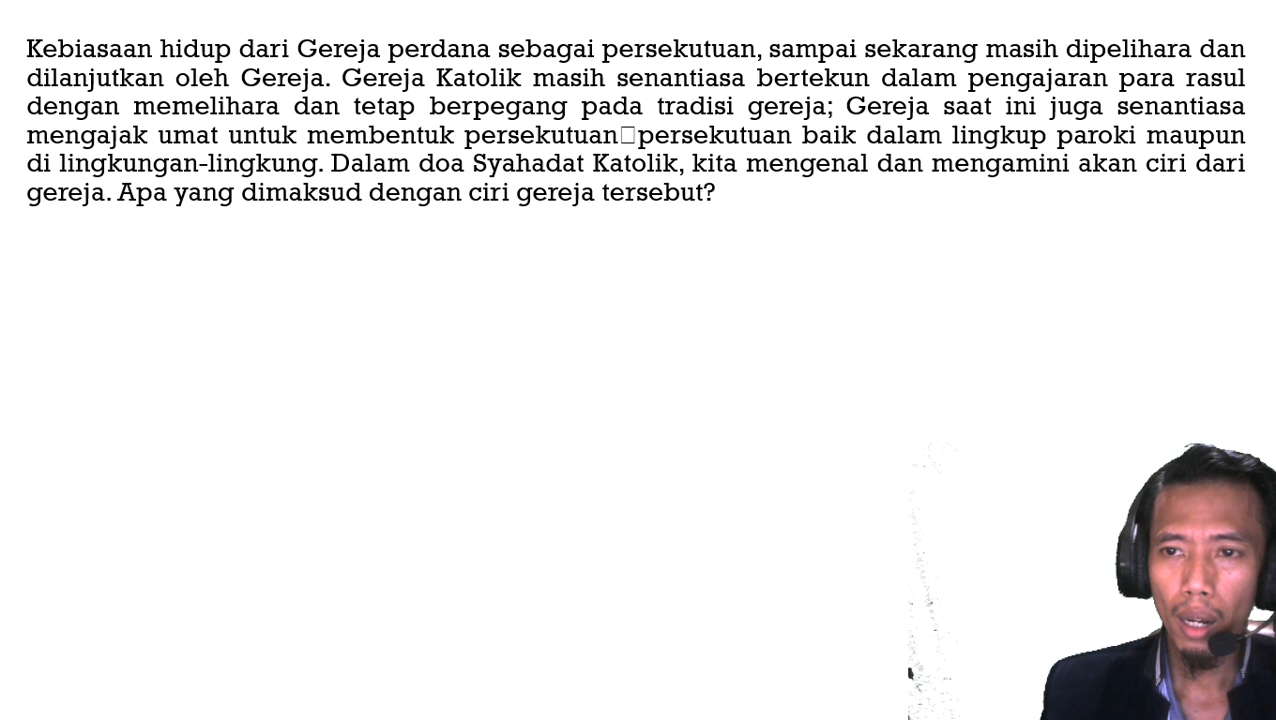 Kebiasaan hidup dari Gereja perdana sebagai persekutuan, sampai sekarang masih dipelihara dan
dilanjutkan oleh Gereja. Gereja Katolik masih senantiasa bertekun dalam pengajaran para rasul
dengan memelihara dan tetap berpegang pada tradisi gereja; Gereja saat ini juga senantiasa
mengajak umat untuk membentuk persekutuan□persekutuan baik dalam lingkup paroki maupun
di lingkungan-lingkung. Dalam doa Syahadat Katolik, kita mengenal dan mengamini akan ciri dari
gereja. Apa yang dimaksud dengan ciri gereja tersebut?